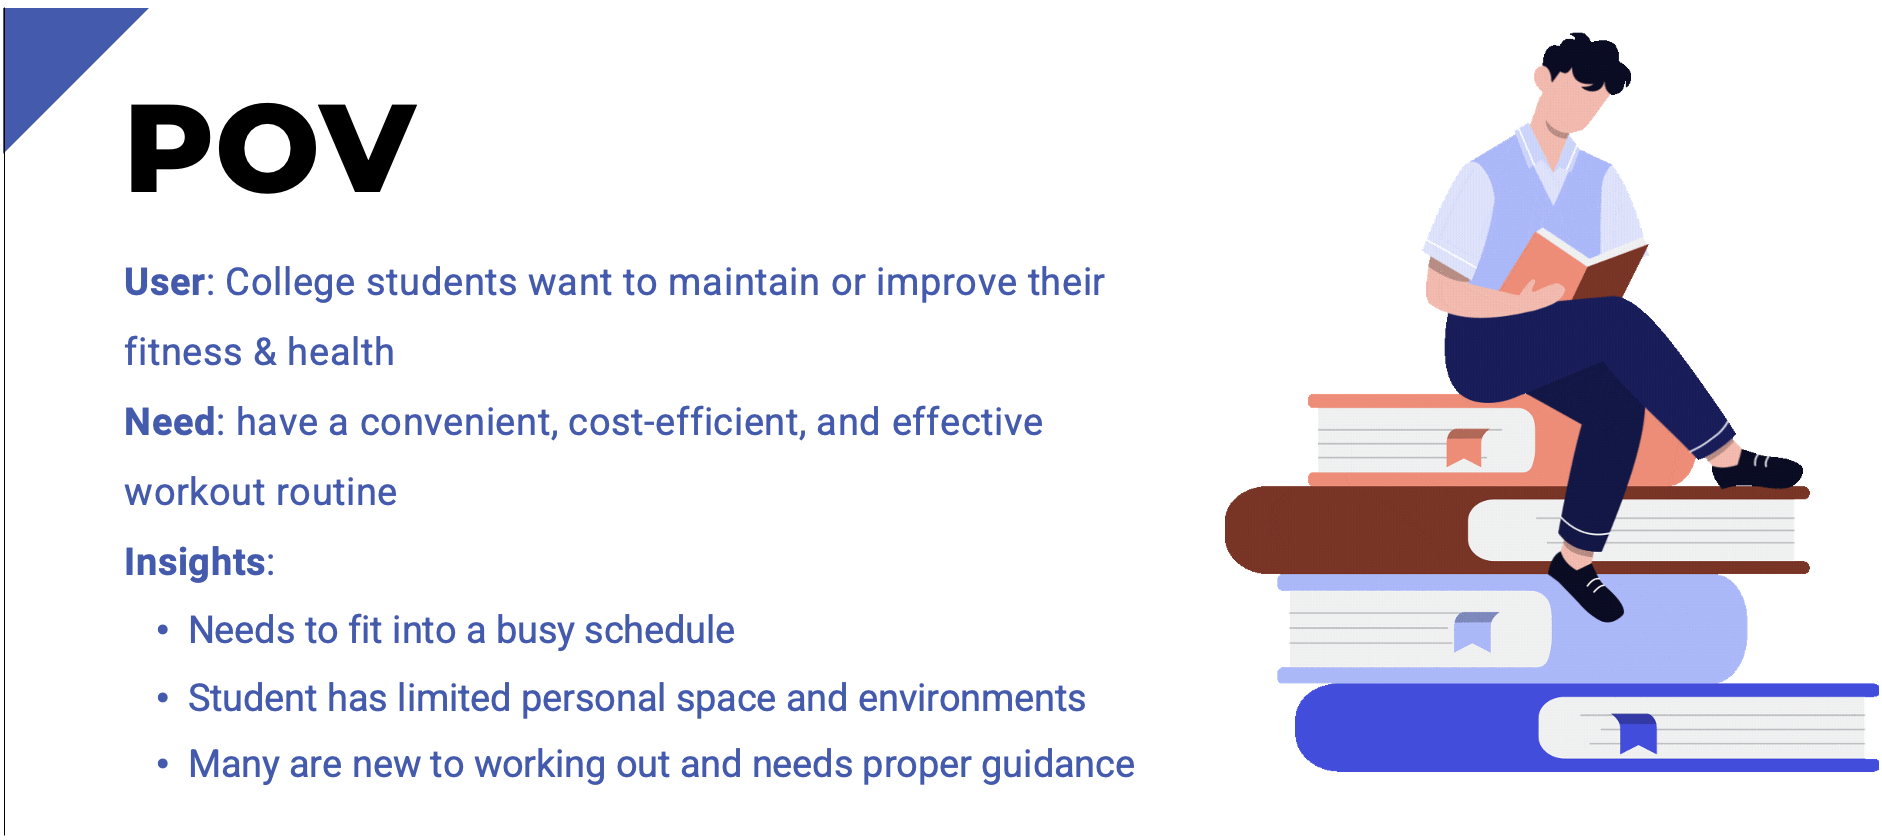 POV
User: College students want to maintain or improve their
fitness & health
Need: have a convenient, cost-efficient, and effective
workout routine
Insights:
• Needs to fit into a busy schedule
• Student has limited personal space and environments
• Many are new to working out and needs proper guidance